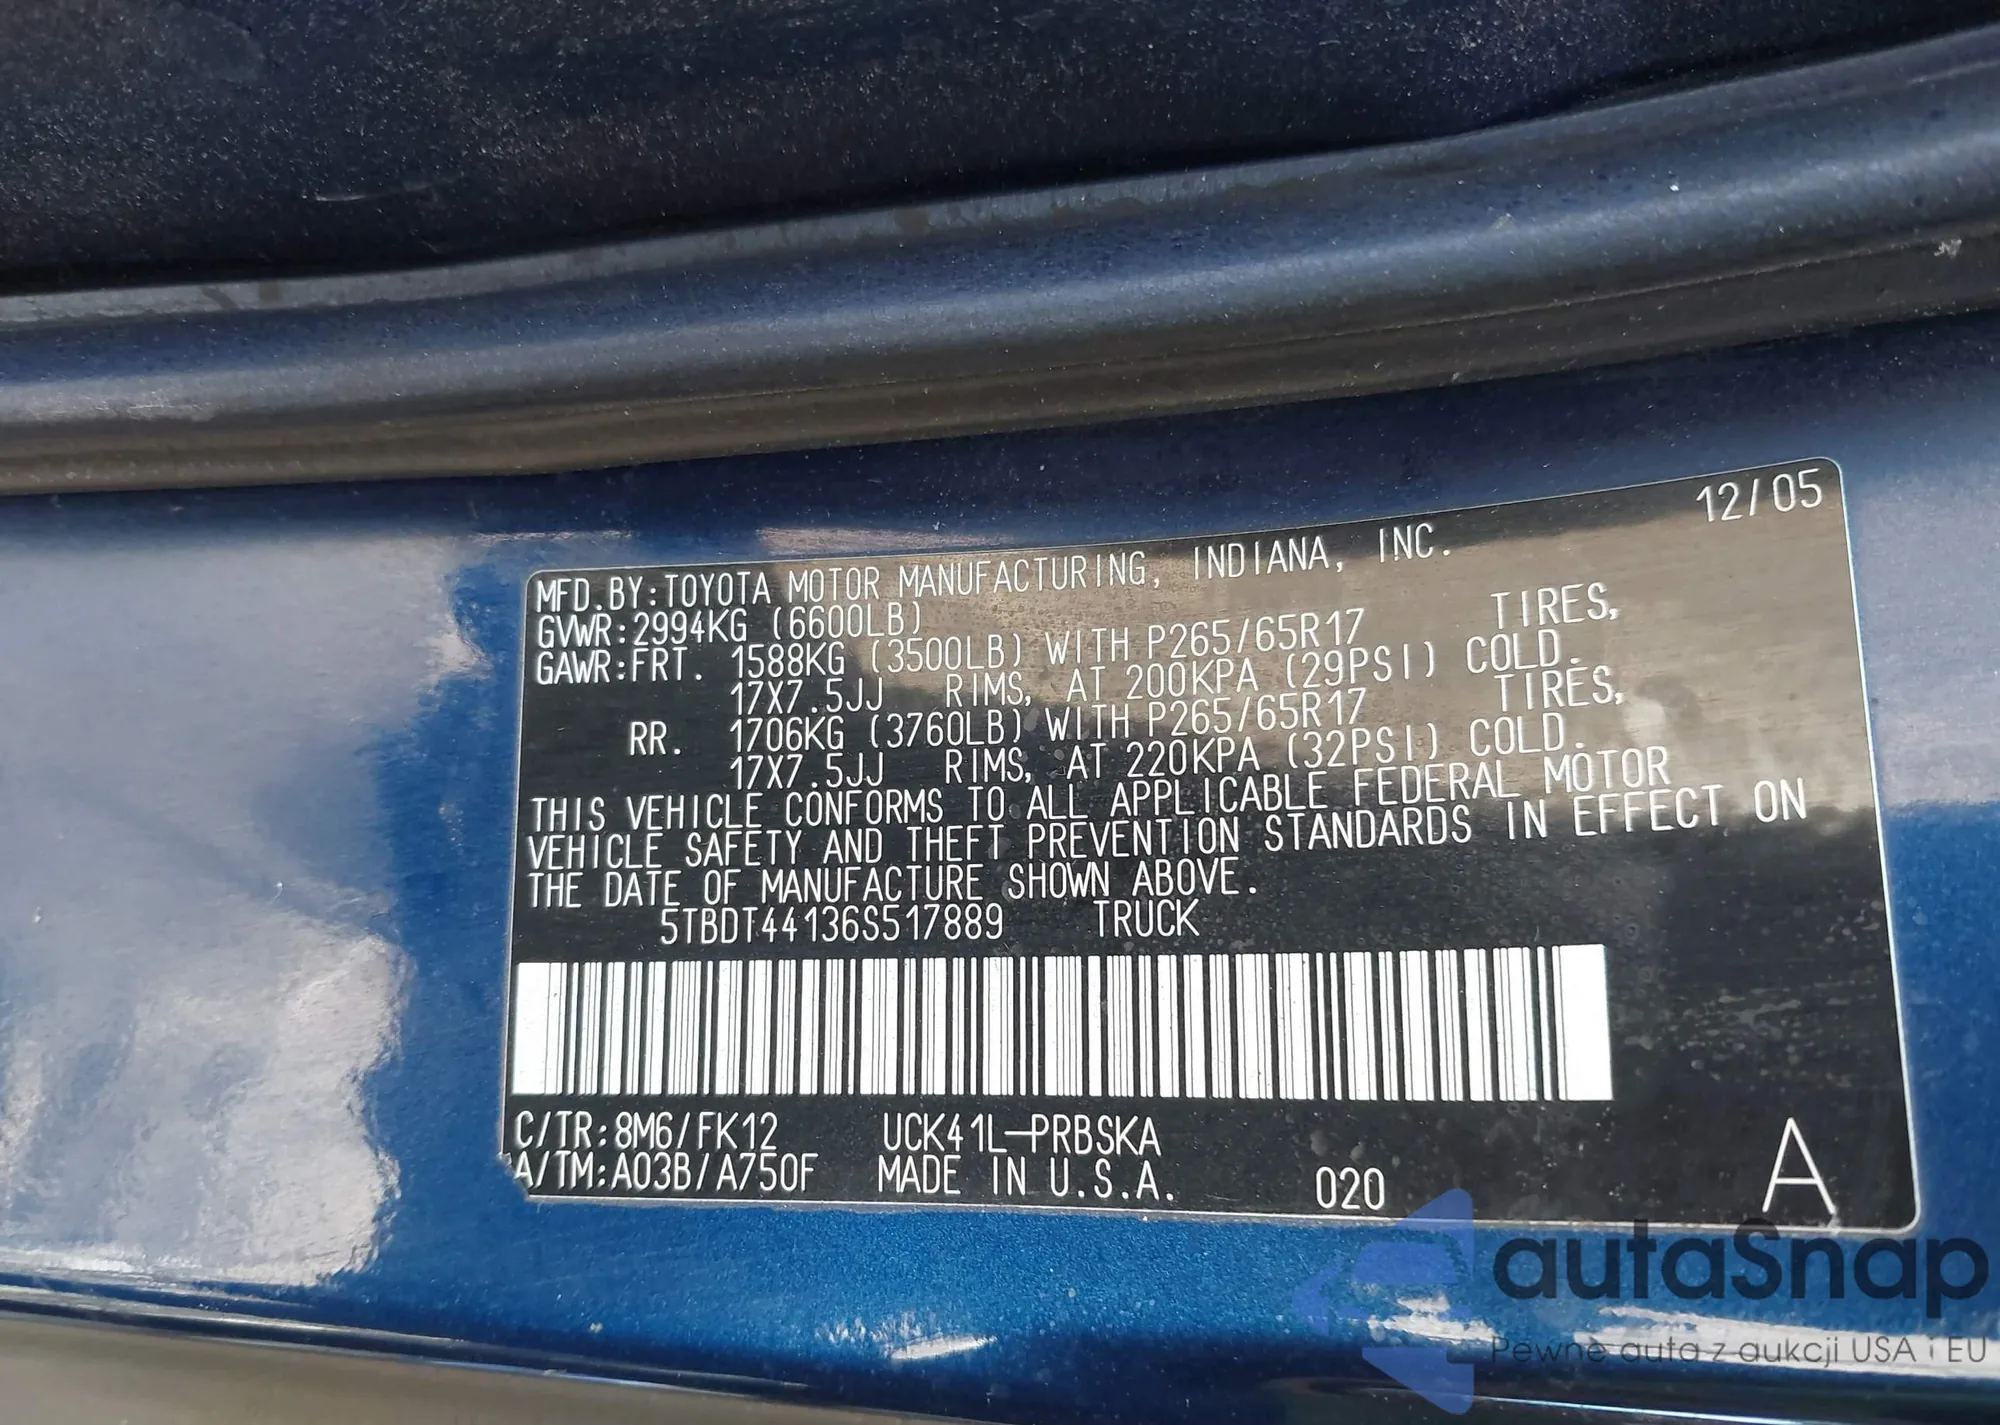 12/05
MFD.BY:TOYOTA MOTOR MANUFACTURING, INDIANA, INC.
GVWR:2994KG (6600LB)
GAWR:FRT. 1588KG (3500LB) WITH P265/65R17 TIRES,
17X7.5JJ RIMS, AT 200KPA (29PSI) COLD.
RR. 1706KG (3760LB) WITH P265/65R17 TIRES,
17X7.5JJ RIMS, AT 220KPA (32PSI) COLD.
THIS VEHICLE CONFORMS TO ALL APPLICABLE FEDERAL MOTOR
VEHICLE SAFETY AND THEFT PREVENTION STANDARDS IN EFFECT ON
THE DATE OF MANUFACTURE SHOWN ABOVE.
5TBDT44136S517889 TRUCK
C/TR:8M6/FK12 UCK41L-PRBSKA
A/TM:A03B/A750F MADE IN U.S.A. 020 A
autaSnap
Pewne auta z aukcji USA i EU